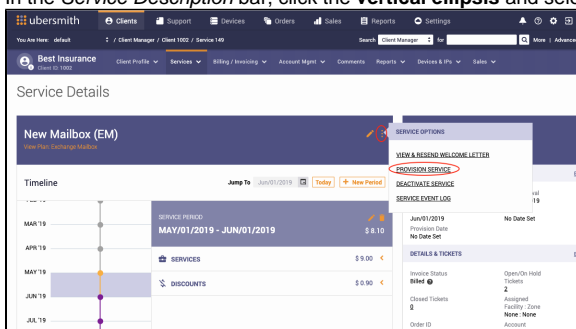 In the Service Description bar, click the vertical ellipsis and sele
ubersmith Clients Support Devices Orders Sales Reports Settings
You Are Here: default / Client Manager / Client 1002 / Service 149 Search Client Manager for More | Advanced
Best Insurance Client Profile Services Billing / Invoicing Account Mgmt Comments Reports Devices & IPs Sales
Client ID: 1002
Service Details
New Mailbox (EM)
View Plan: Exchange Mailbox
SERVICE OPTIONS
VIEW & RESEND WELCOME LETTER
PROVISION SERVICE
DEACTIVATE SERVICE
SERVICE EVENT LOG
Timeline Jump To Jun/01/2019 Today + New Period
SERVICE PERIOD
MAY/01/2019 - JUN/01/2019 $ 8.10
SERVICES $ 9.00
DISCOUNTS $ 0.90
MAR '19
APR '19
MAY '19
JUN '19
JUL '19
val
19
Jun/01/2019 No Date Set
Provision Date
No Date Set
DETAILS & TICKETS
Invoice Status Open/On Hold
Billed Tickets
2
Closed Tickets Assigned
0 Facility : Zone
None : None
Order ID Account